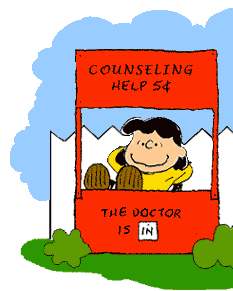 COUNSELING
HELP 5¢
THE DOCTOR
IS IN